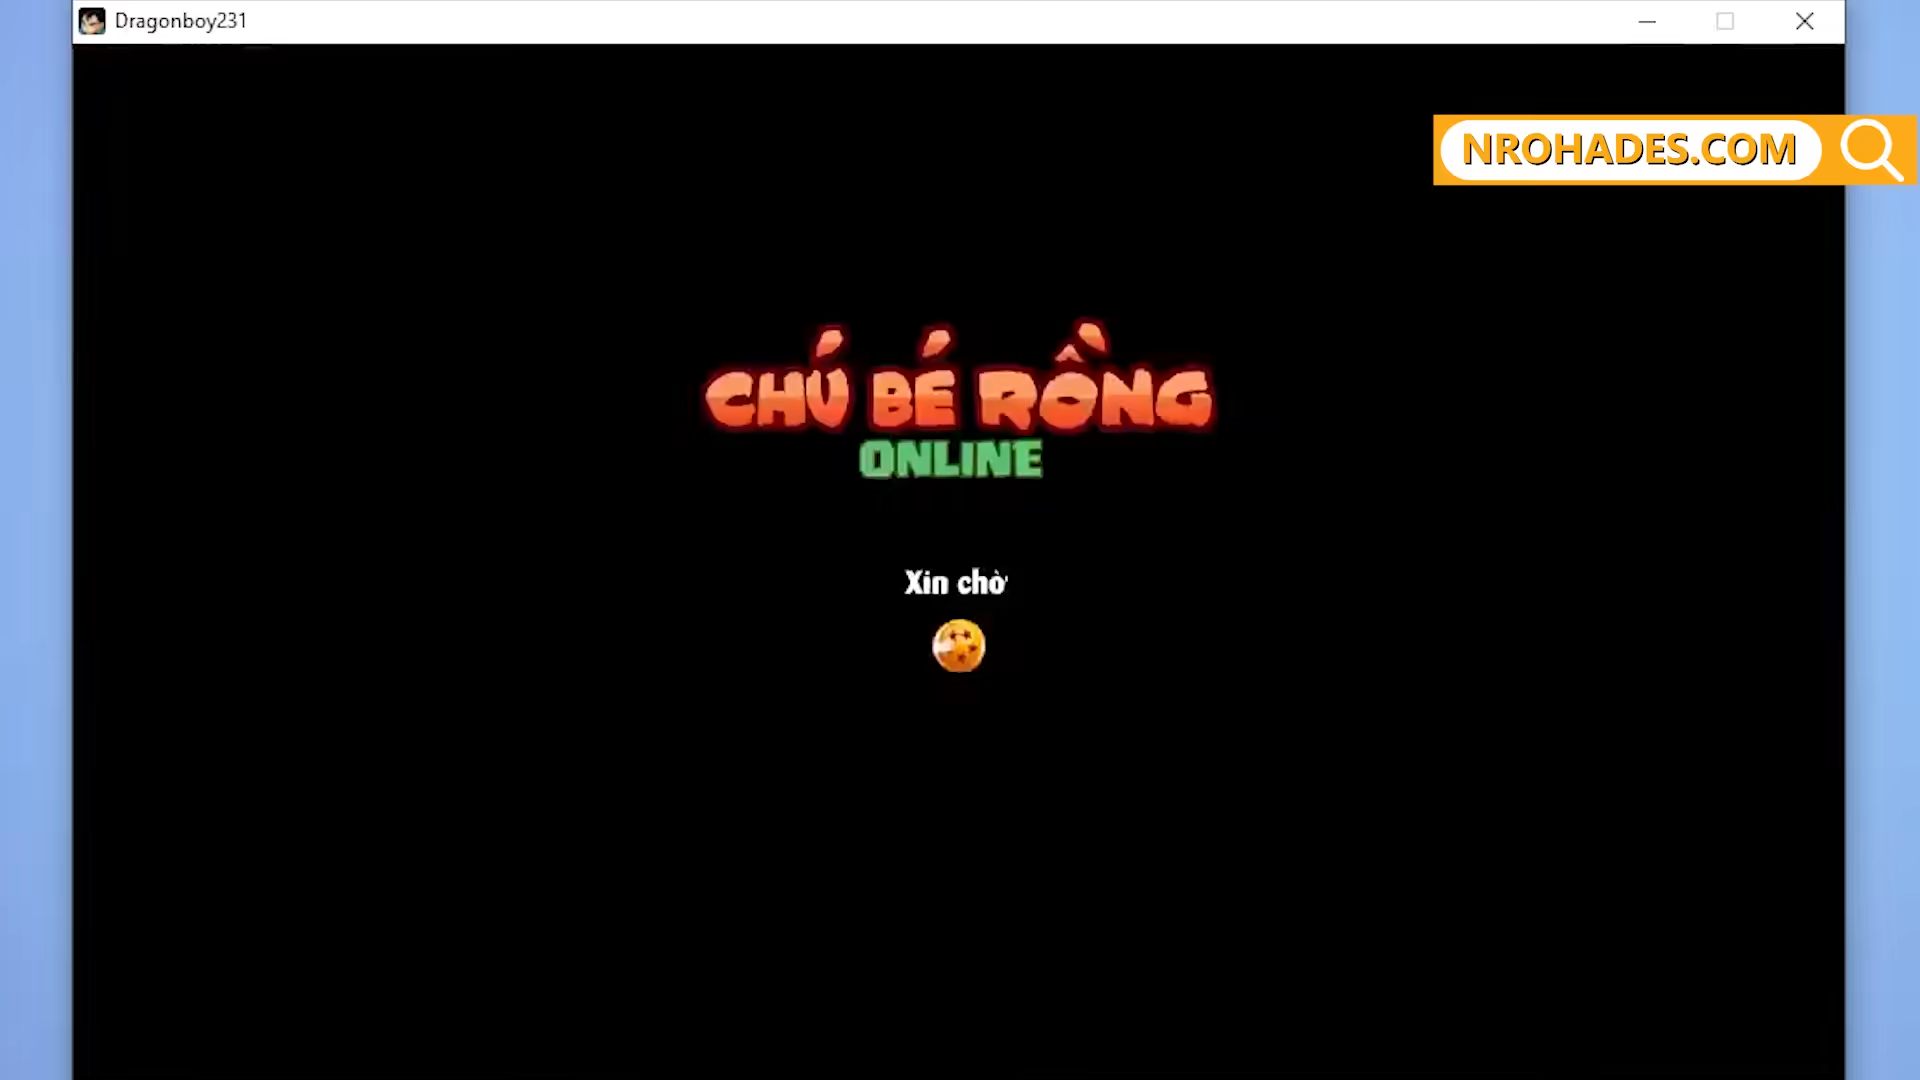 Dragonboy231
NROHADES.COM
CHÚ BÉ RỒNG
ONLINE
Xin chờ